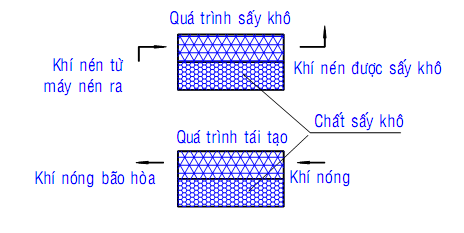 Quá trình sấy khô
Khí nén từ
máy nén ra
Khí nén được sấy khô
Chất sấy khô
Quá trình tái tạo
Khí nóng bão hòa
Khí nóng